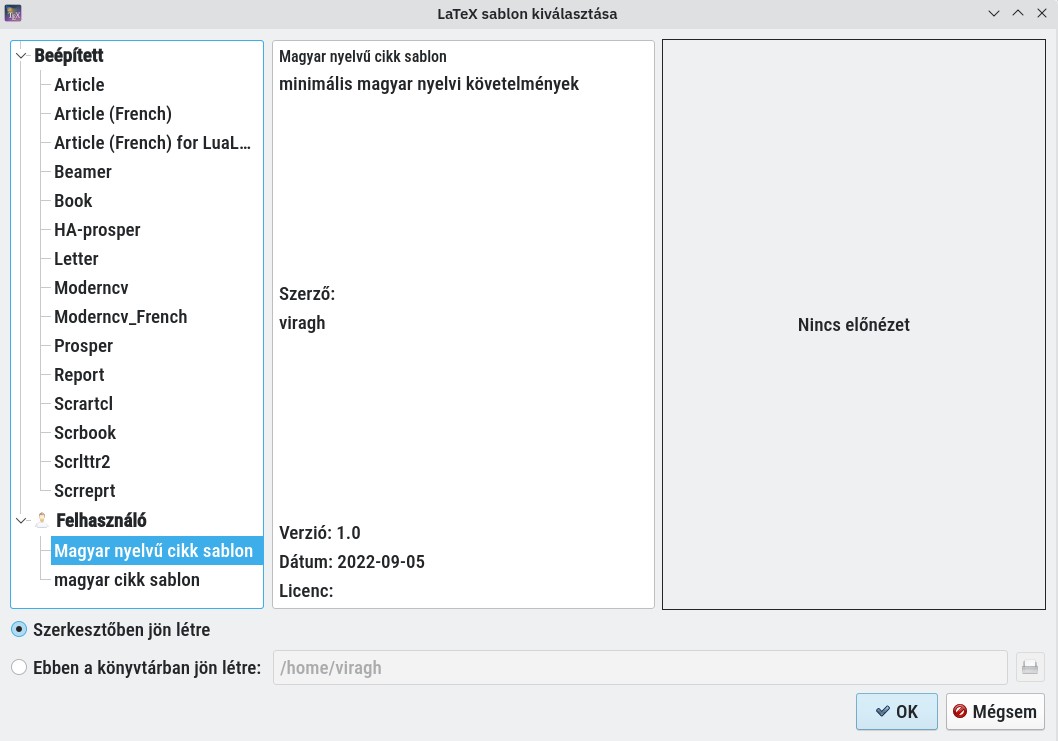 LaTeX sablon kiválasztása
Beépített
Article
Article (French)
Article (French) for LuaL...
Beamer
Book
HA-prosper
Letter
Moderncv
Moderncv_French
Prosper
Report
Scrartcl
Scrbook
Scrlttr2
Scrreprt
Felhasználó
Magyar nyelvű cikk sablon
magyar cikk sablon
Magyar nyelvű cikk sablon
minimális magyar nyelvi követelmények
Szerző:
viragh
Verzió: 1.0
Dátum: 2022-09-05
Licenc:
Nincs előnézet
Szerkesztőben jön létre
Ebben a könyvtárban jön létre: /home/viragh
OK Mégsem